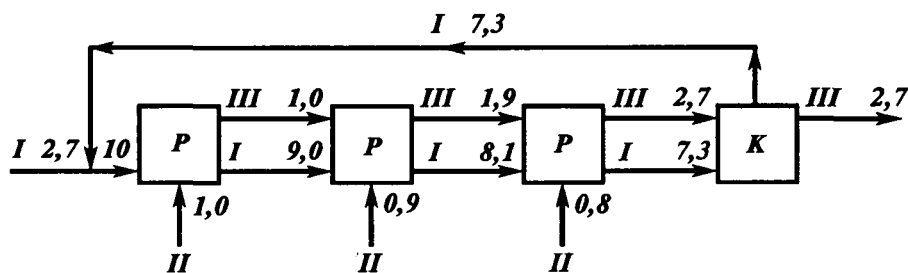 I 7,3
III 1,0 III 1,9 III 2,7 III 2,7
I 2,7 10 P I 9,0 P I 8,1 P I 7,3 K
1,0 0,9 0,8
II II II